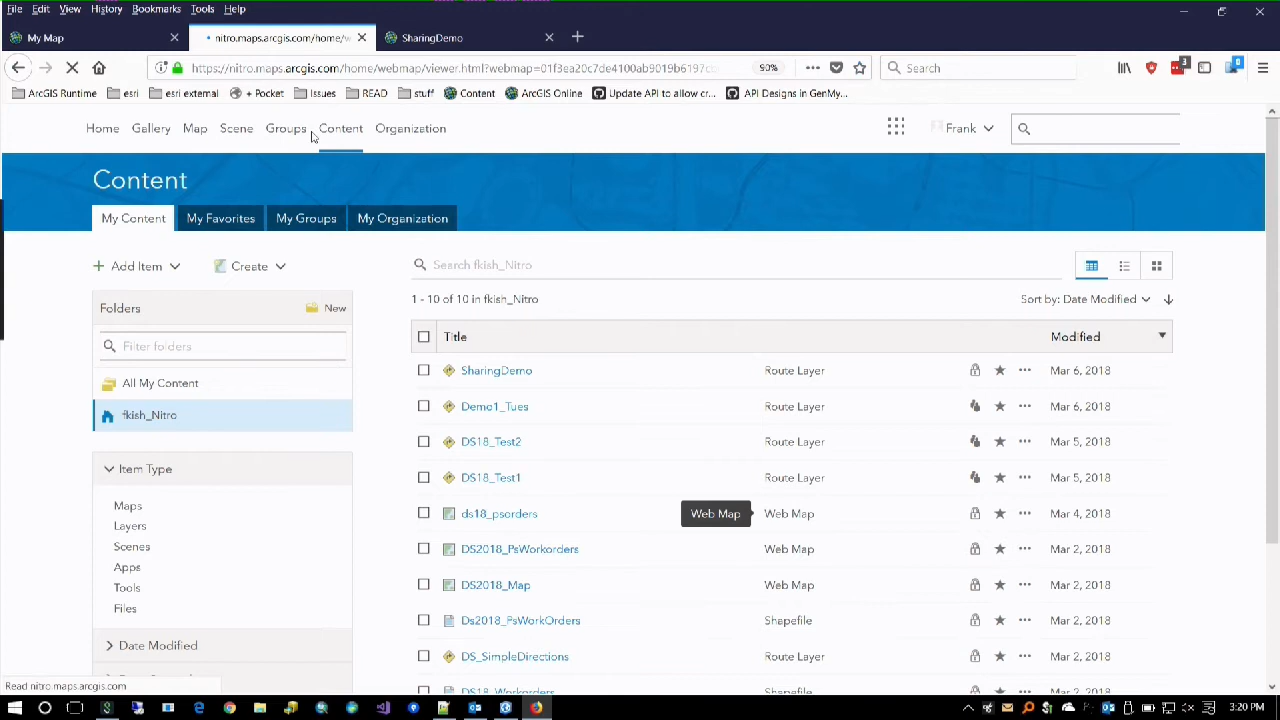 File Edit View History Bookmarks Tools Help
My Map
nitro.maps.arcgis.com/home/w
SharingDemo
https://nitro.maps.arcgis.com/home/webmap/viewer.html?webmap=01f3ea20c7de4100ab9019b6197c
90%
Search
3
0
ArcGIS Runtime esri esri external + Pocket Issues READ stuff Content ArcGIS Online Update API to allow cr... API Designs in GenMy...
Home Gallery Map Scene Groups Content Organization
Frank
Content
My Content My Favorites My Groups My Organization
Add Item Create
Search fkish_Nitro
Folders New
1 - 10 of 10 in fkish_Nitro
Sort by: Date Modified
Filter folders
Title Modified
All My Content
fkish_Nitro
SharingDemo Route Layer Mar 6, 2018
Demo1_Tues Route Layer Mar 6, 2018
DS18_Test2 Route Layer Mar 5, 2018
DS18_Test1 Route Layer Mar 5, 2018
ds18_psorders Web Map Web Map Mar 4, 2018
DS2018_PsWorkorders Web Map Mar 2, 2018
DS2018_Map Web Map Mar 2, 2018
Ds2018_PsWorkOrders Shapefile Mar 2, 2018
DS_SimpleDirections Route Layer Mar 2, 2018
DS18_Workorders Shapefile Mar 2, 2018
Item Type
Maps
Layers
Scenes
Apps
Tools
Files
Date Modified
Read nitro.maps.arcgis.com
3:20 PM